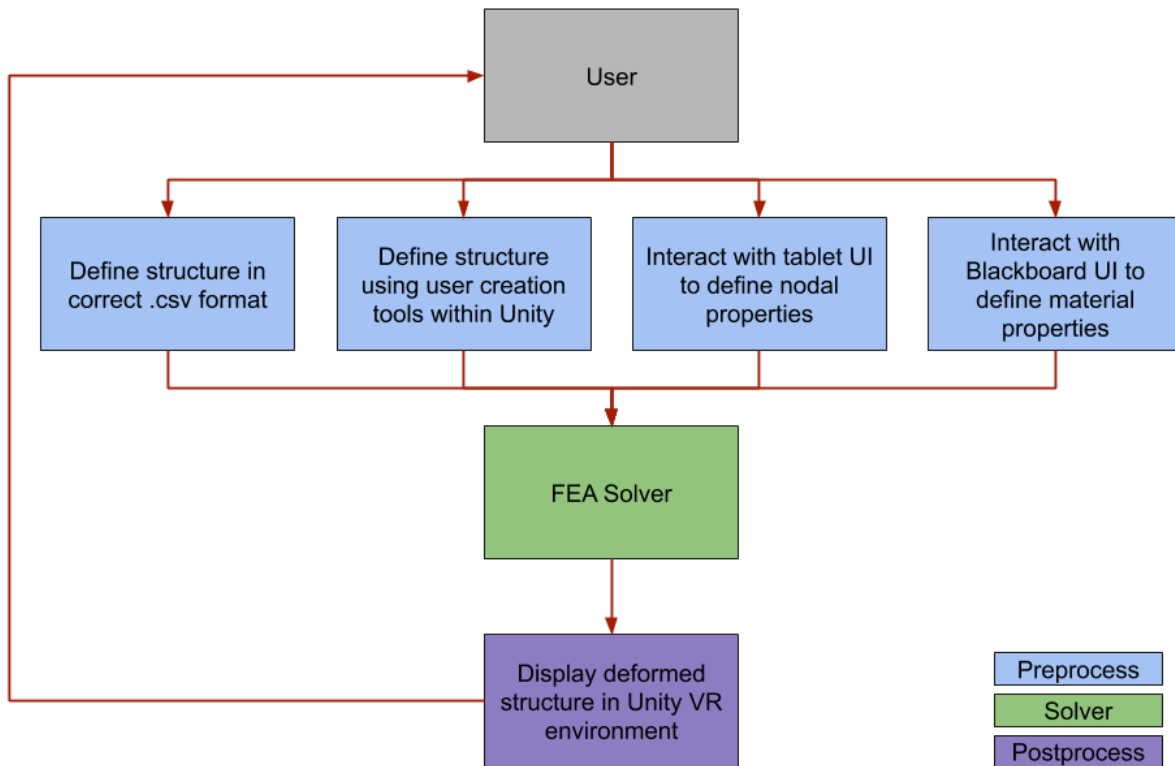 User
Define structure in
correct .csv format
Define structure
using user creation
tools within Unity
Interact with tablet UI
to define nodal
properties
Interact with
Blackboard UI to
define material
properties
FEA Solver
Display deformed
structure in Unity VR
environment
Preprocess
Solver
Postprocess